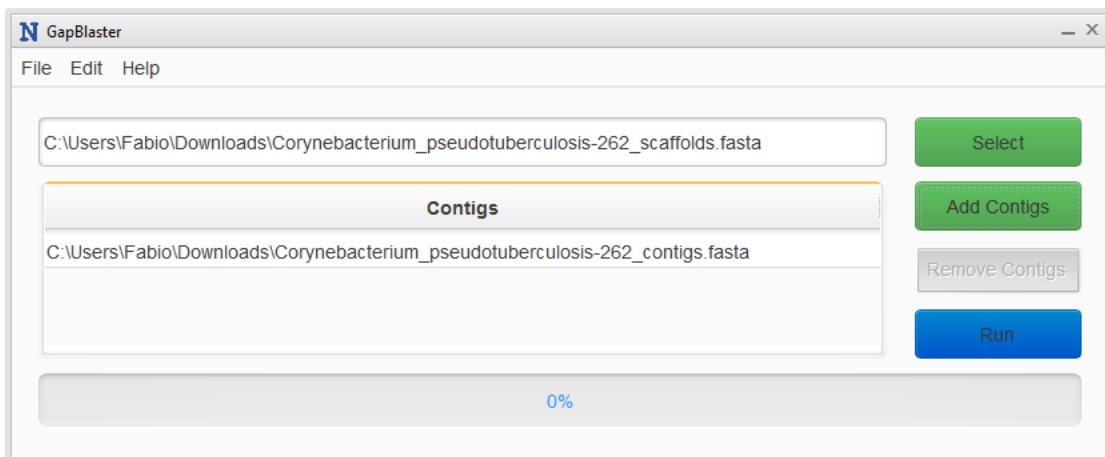 N GapBlaster
File Edit Help
C:\Users\Fabio\Downloads\Corynebacterium_pseudotuberculosis-262_scaffolds.fasta
Select
Contigs
Add Contigs
C:\Users\Fabio\Downloads\Corynebacterium_pseudotuberculosis-262_contigs.fasta
Remove Contigs
Run
0%